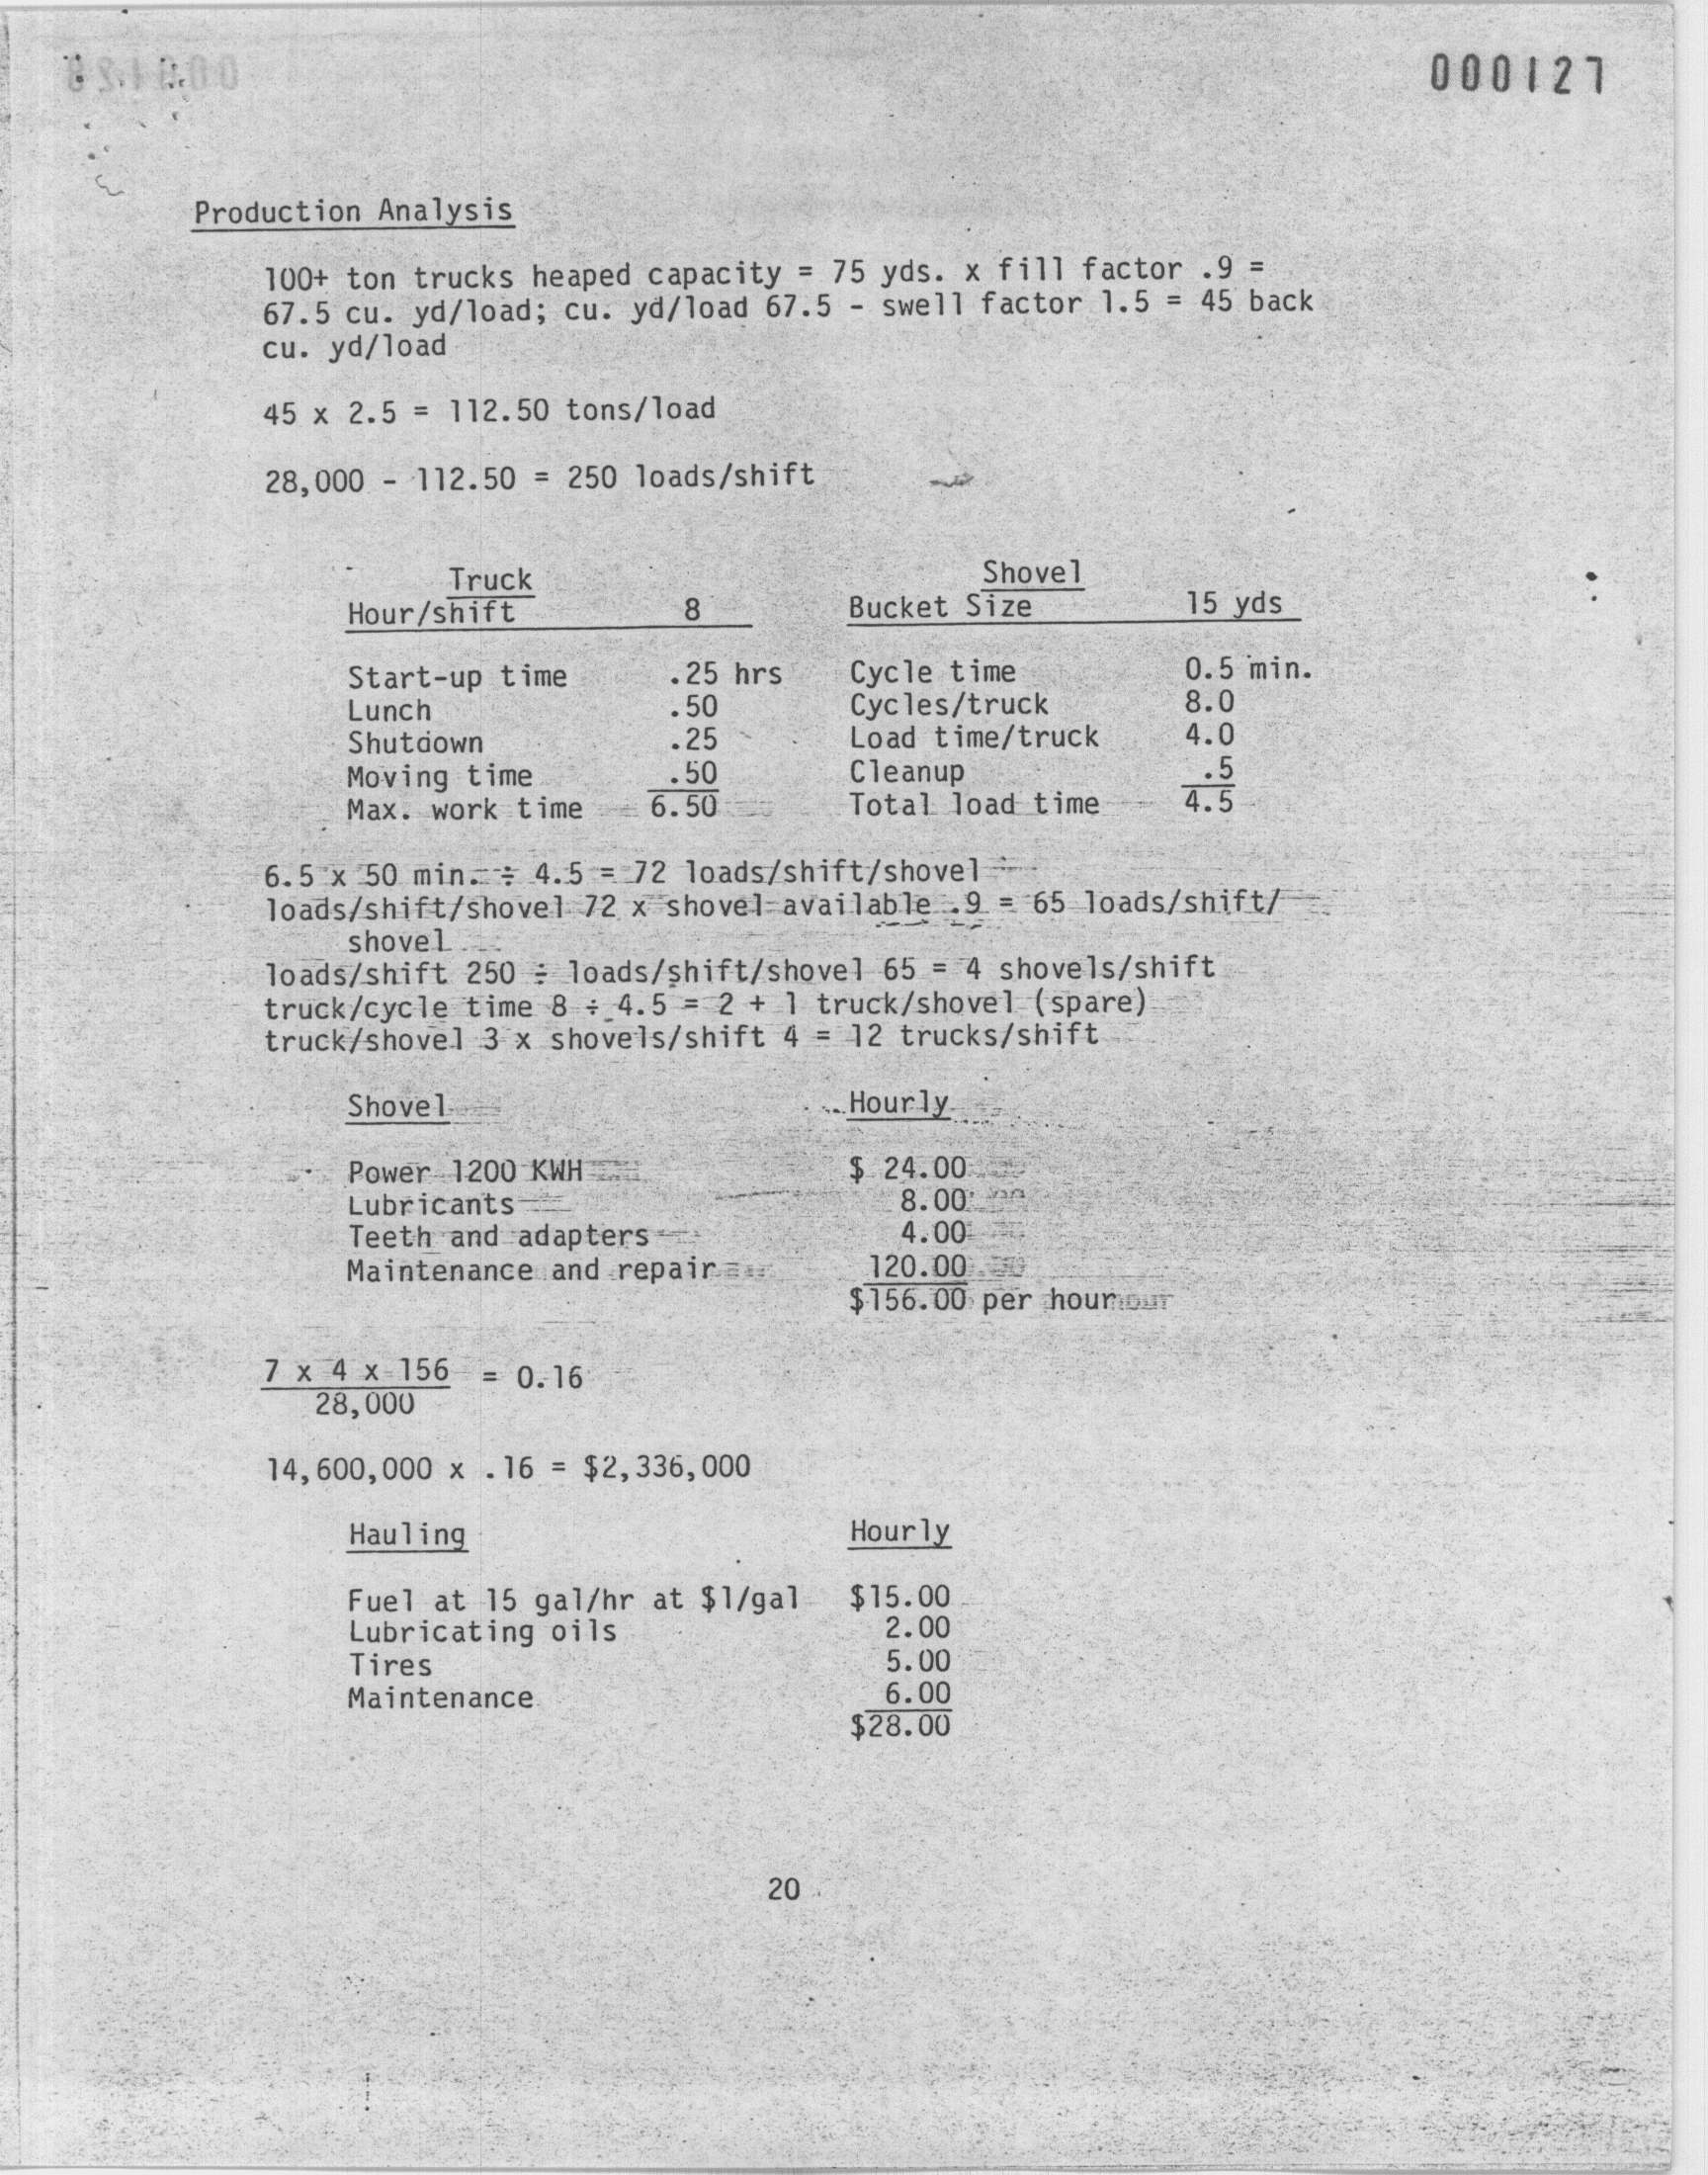 000127
Production Analysis
100+ ton trucks heaped capacity = 75 yds. x fill factor .9 =
67.5 cu. yd/load; cu. yd/load 67.5 - swell factor 1.5 = 45 back
cu. yd/load
45 x 2.5 = 112.50 tons/load
28,000 - 112.50 = 250 loads/shift
Truck Shovel
Hour/shift 8 Bucket Size 15 yds
Start-up time .25 hrs Cycle time 0.5 min.
Lunch .50 Cycles/truck 8.0
Shutdown .25 Load time/truck 4.0
Moving time .50 Cleanup .5
Max. work time 6.50 Total load time 4.5
6.5 x 50 min. ÷ 4.5 = 72 loads/shift/shovel
loads/shift/shovel 72 x shovel available .9 = 65 loads/shift/
shovel
loads/shift 250 ÷ loads/shift/shovel 65 = 4 shovels/shift
truck/cycle time 8 ÷ 4.5 = 2 + 1 truck/shovel (spare)
truck/shovel 3 x shovels/shift 4 = 12 trucks/shift
Shovel Hourly
Power 1200 KWH $ 24.00
Lubricants 8.00
Teeth and adapters 4.00
Maintenance and repair 120.00
$156.00 per hour
7 x 4 x 156 = 0.16
28,000
14,600,000 x .16 = $2,336,000
Hauling Hourly
Fuel at 15 gal/hr at $1/gal $15.00
Lubricating oils 2.00
Tires 5.00
Maintenance 6.00
$28.00
20